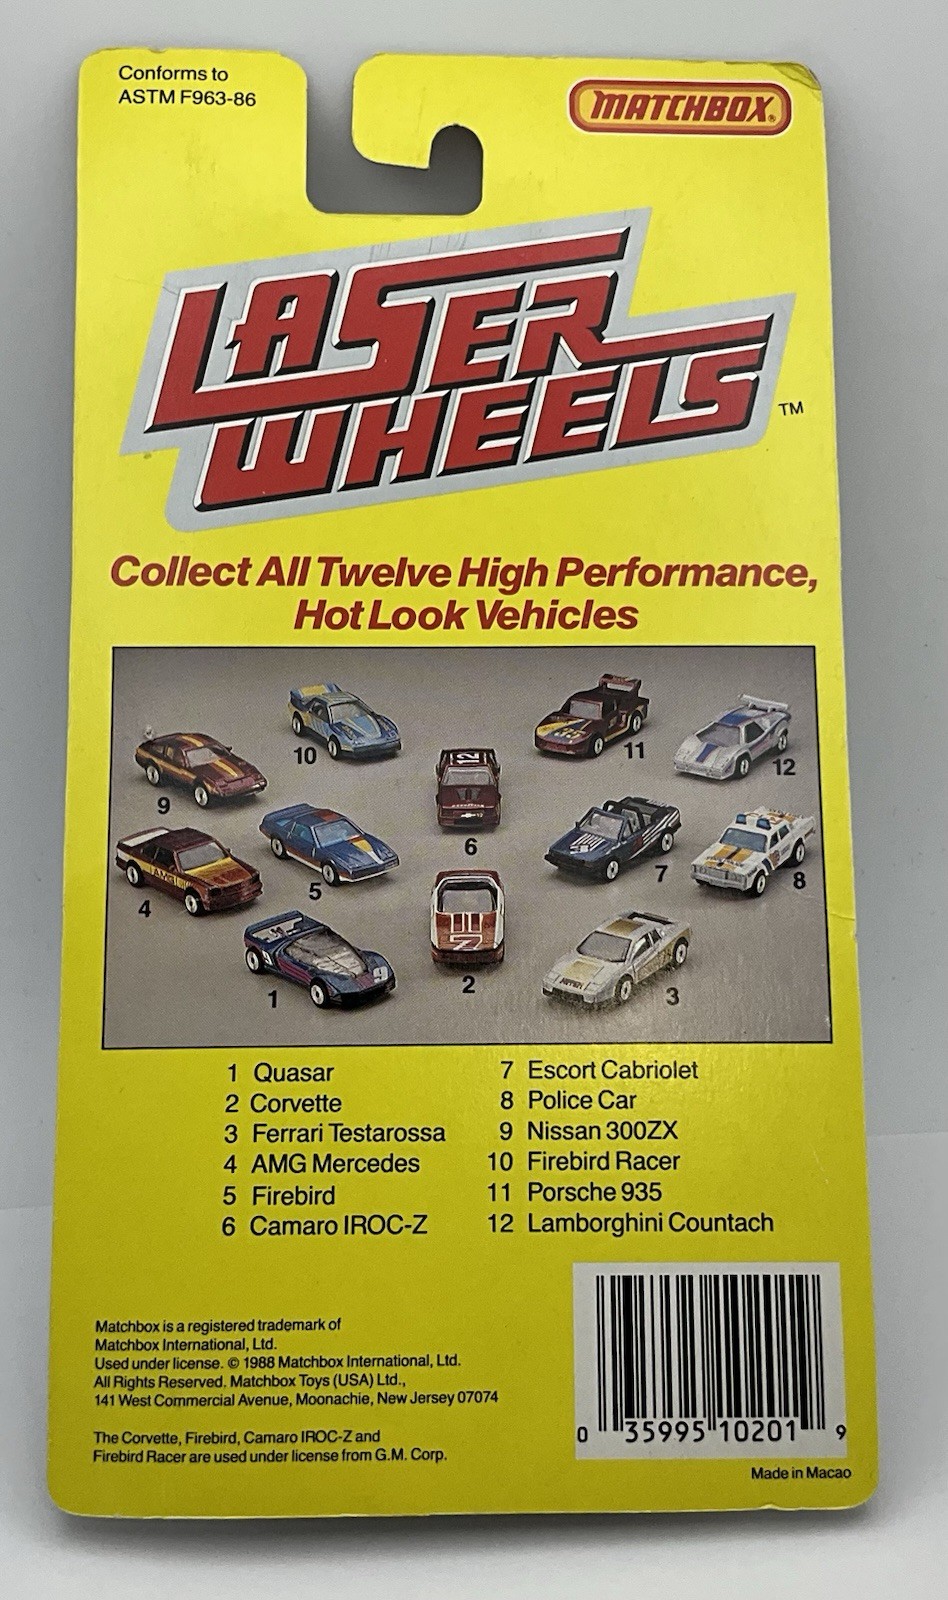 Conforms to
ASTM F963-86
MATCHBOX®
LASER
WHEELS™
Collect All Twelve High Performance,
Hot Look Vehicles
10
11
12
9
12
35
6
5
7
8
4
AMG
1
2
3
1 Quasar
2 Corvette
3 Ferrari Testarossa
4 AMG Mercedes
5 Firebird
6 Camaro IROC-Z
7 Escort Cabriolet
8 Police Car
9 Nissan 300ZX
10 Firebird Racer
11 Porsche 935
12 Lamborghini Countach
Matchbox is a registered trademark of
Matchbox International, Ltd.
Used under license. © 1988 Matchbox International, Ltd.
All Rights Reserved. Matchbox Toys (USA) Ltd.,
141 West Commercial Avenue, Moonachie, New Jersey 07074
The Corvette, Firebird, Camaro IROC-Z and
Firebird Racer are used under license from G.M. Corp.
0 35995 10201 9
Made in Macao